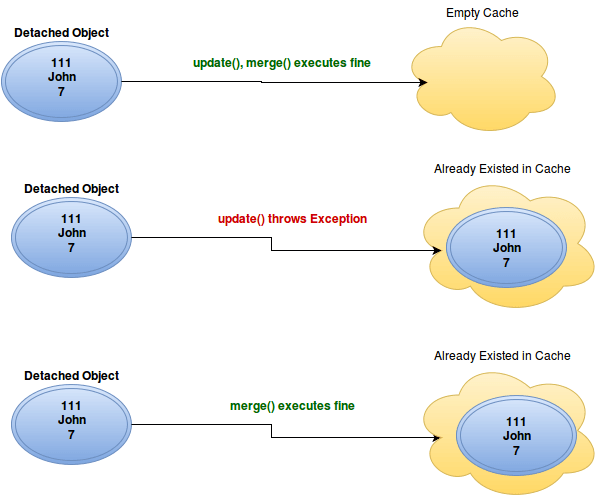 Empty Cache
Detached Object
111
John
7
update(), merge() executes fine
Already Existed in Cache
Detached Object
111
John
7
update() throws Exception
111
John
7
Already Existed in Cache
Detached Object
111
John
7
merge() executes fine
111
John
7